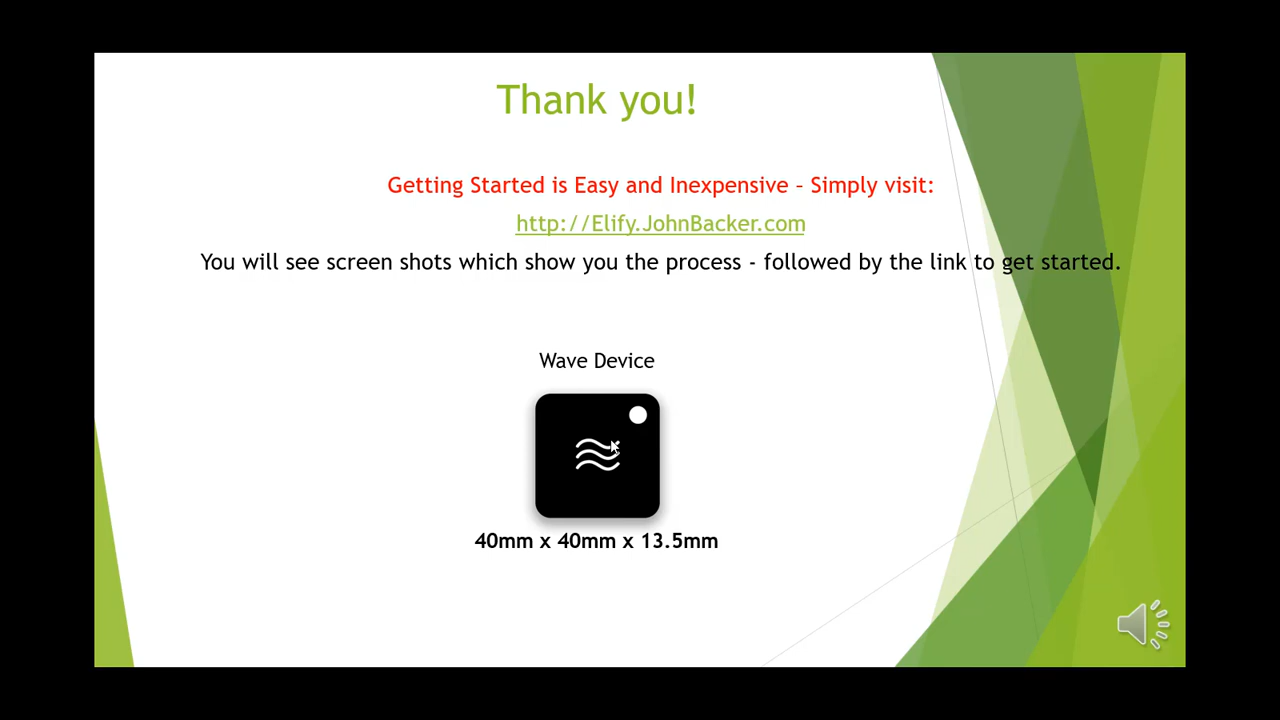 Thank you!
Getting Started is Easy and Inexpensive – Simply visit:
http://Elify.JohnBacker.com
You will see screen shots which show you the process - followed by the link to get started.
Wave Device
40mm x 40mm x 13.5mm